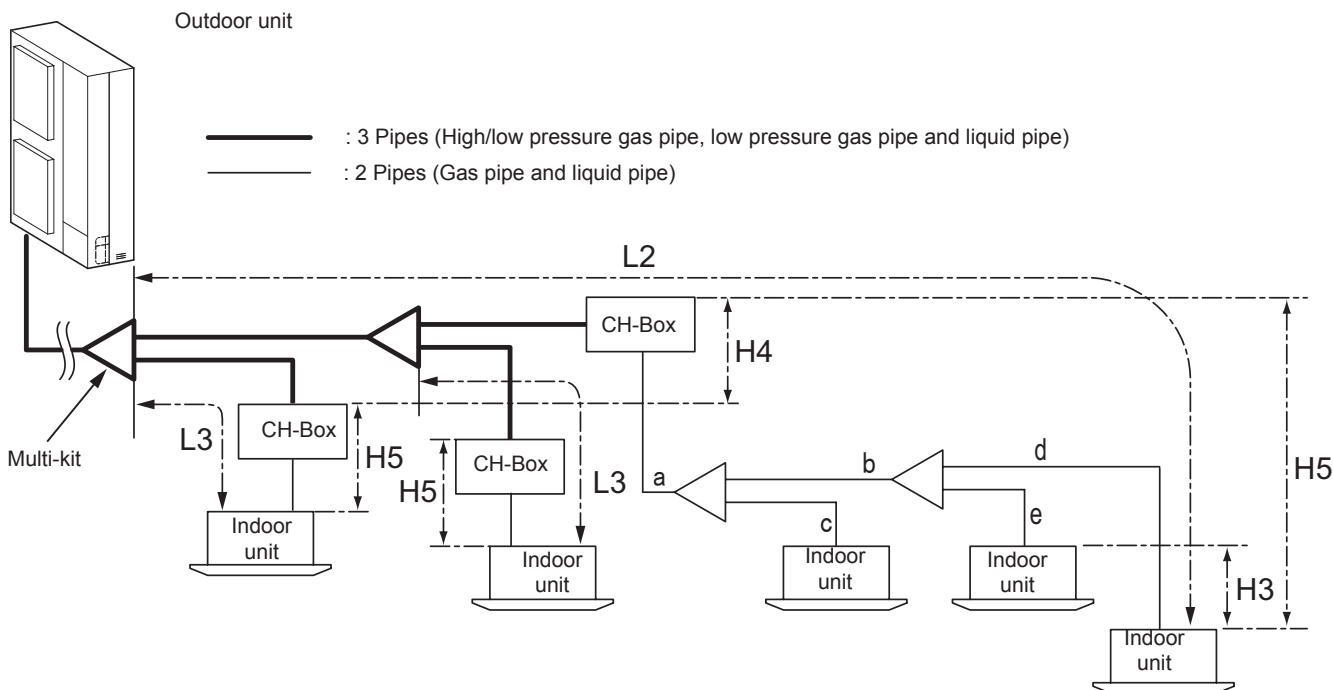 Outdoor unit
: 3 Pipes (High/low pressure gas pipe, low pressure gas pipe and liquid pipe)
: 2 Pipes (Gas pipe and liquid pipe)
L2
CH-Box
H4
H5
Multi-kit
L3
CH-Box
H5
Indoor
unit
CH-Box
H5
L3
Indoor
unit
a
b
c
d
e
Indoor
unit
Indoor
unit
H3
Indoor
unit